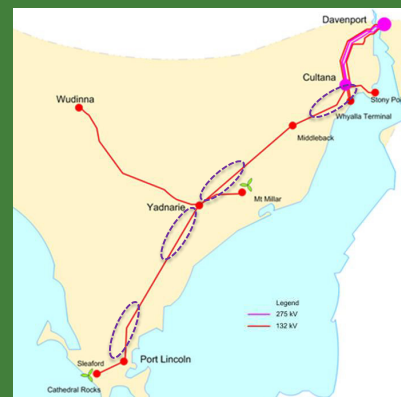 Davenport
Cultana
Stony Po
Whyalla Terminal
Wudinna
Middleback
Mt Millar
Yadnarie
Legend
275 kV
132 kV
Port Lincoln
Sleaford
Cathedral Rocks